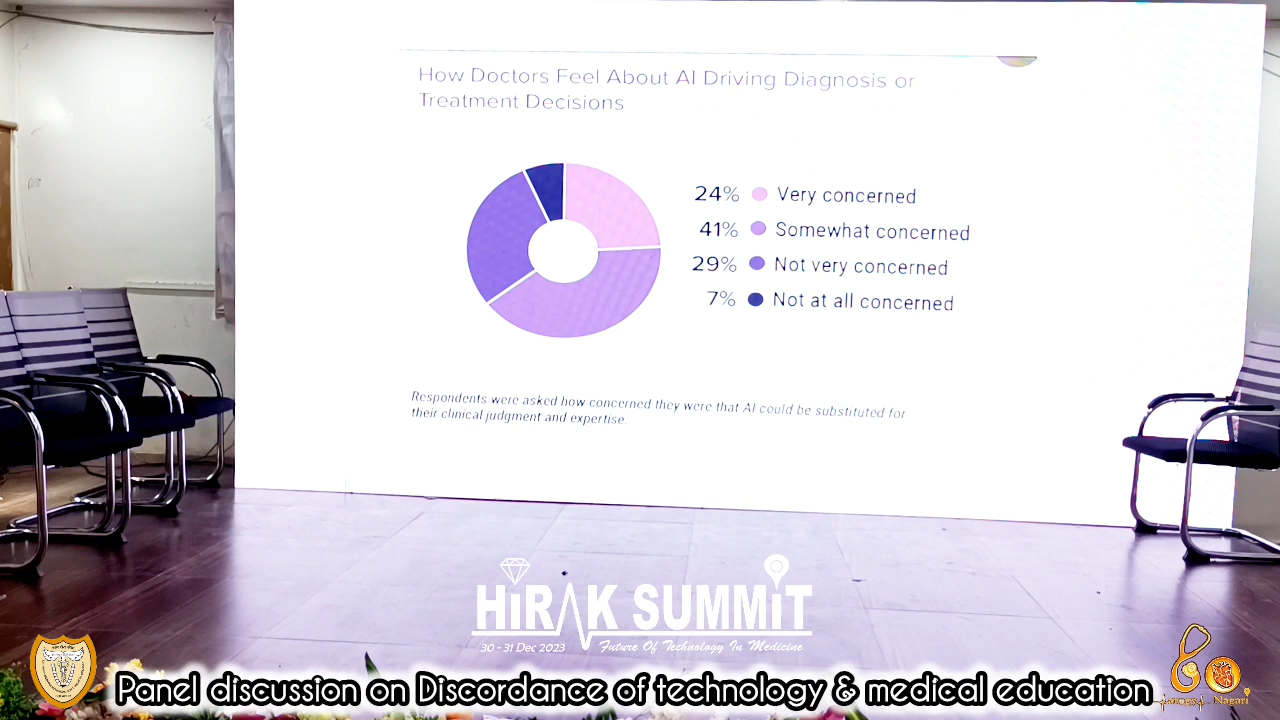 How Doctors Feel About AI Driving Diagnosis or
Treatment Decisions
24% Very concerned
41% Somewhat concerned
29% Not very concerned
7% Not at all concerned
Respondents were asked how concerned they were that AI could be substituted for
their clinical judgment and expertise.
HiRAK SUMMiT
30 - 31 Dec 2023 Future Of Technology In Medicine
Panel discussion on Discordance of technology & medical education
Nagari